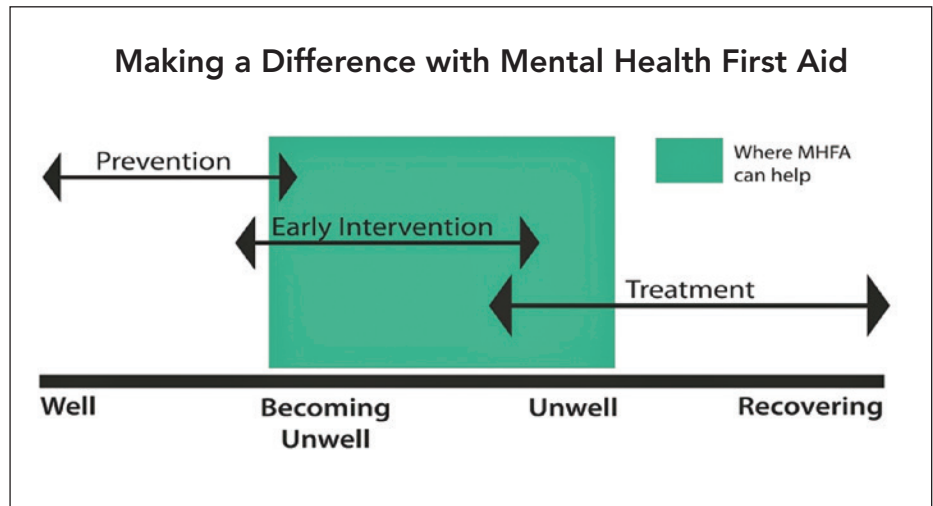 Making a Difference with Mental Health First Aid
Prevention
Where MHFA
can help
Early Intervention
Treatment
Well
Becoming
Unwell
Unwell
Recovering